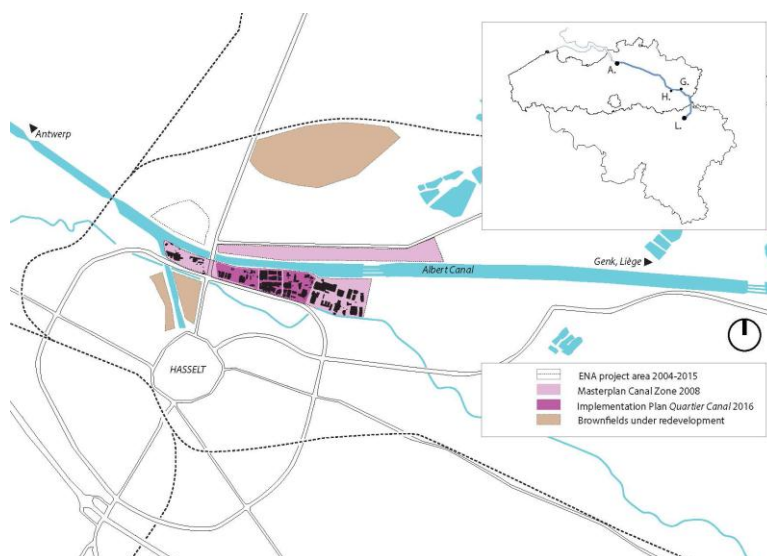 Antwerp
A.
G.
H.
L.
Genk, Liège
Albert Canal
HASSELT
ENA project area 2004-2015
Masterplan Canal Zone 2008
Implementation Plan Quartier Canal 2016
Brownfields under redevelopment